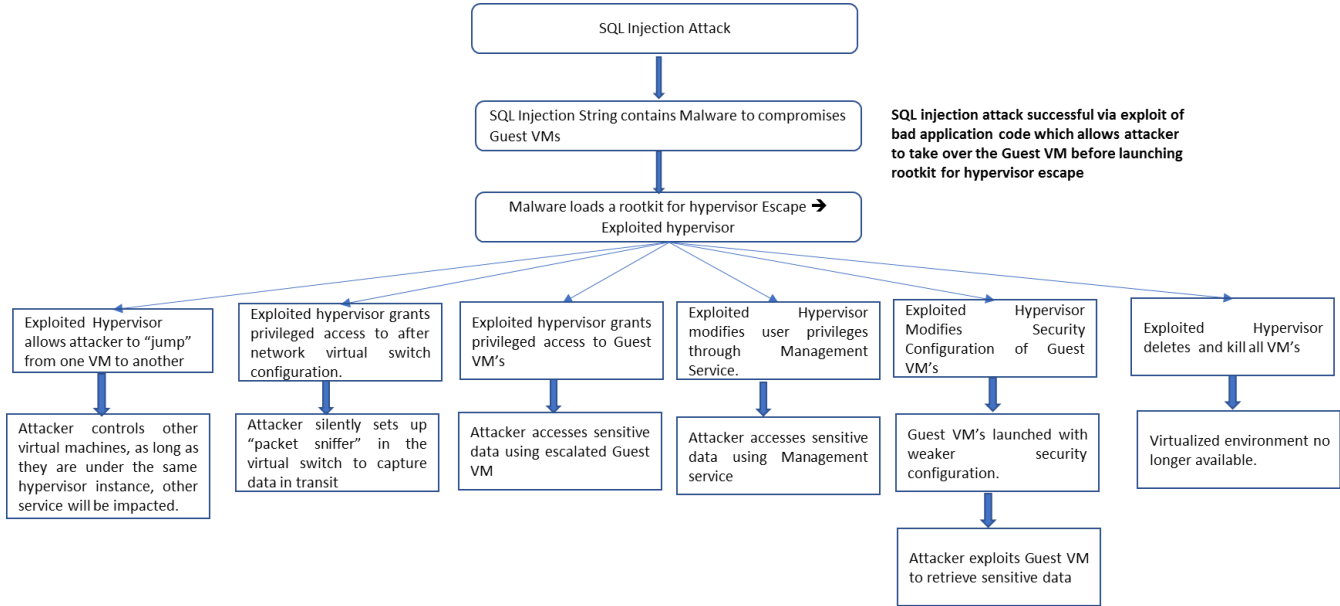 SQL Injection Attack
SQL Injection String contains Malware to compromises
Guest VMs
SQL injection attack successful via exploit of
bad application code which allows attacker
to take over the Guest VM before launching
rootkit for hypervisor escape
Malware loads a rootkit for hypervisor Escape ➔
Exploited hypervisor
Exploited Hypervisor
allows attacker to “jump”
from one VM to another
Exploited hypervisor grants
privileged access to after
network virtual switch
configuration.
Exploited hypervisor grants
privileged access to Guest
VM’s
Exploited Hypervisor
modifies user privileges
through Management
Service.
Exploited Hypervisor
Modifies Security
Configuration of Guest
VM’s
Exploited Hypervisor
deletes and kill all VM’s
Attacker controls other
virtual machines, as long as
they are under the same
hypervisor instance, other
service will be impacted.
Attacker silently sets up
“packet sniffer” in the
virtual switch to capture
data in transit
Attacker accesses sensitive
data using escalated Guest
VM
Attacker accesses sensitive
data using Management
service
Guest VM’s launched with
weaker security
configuration.
Virtualized environment no
longer available.
Attacker exploits Guest VM
to retrieve sensitive data